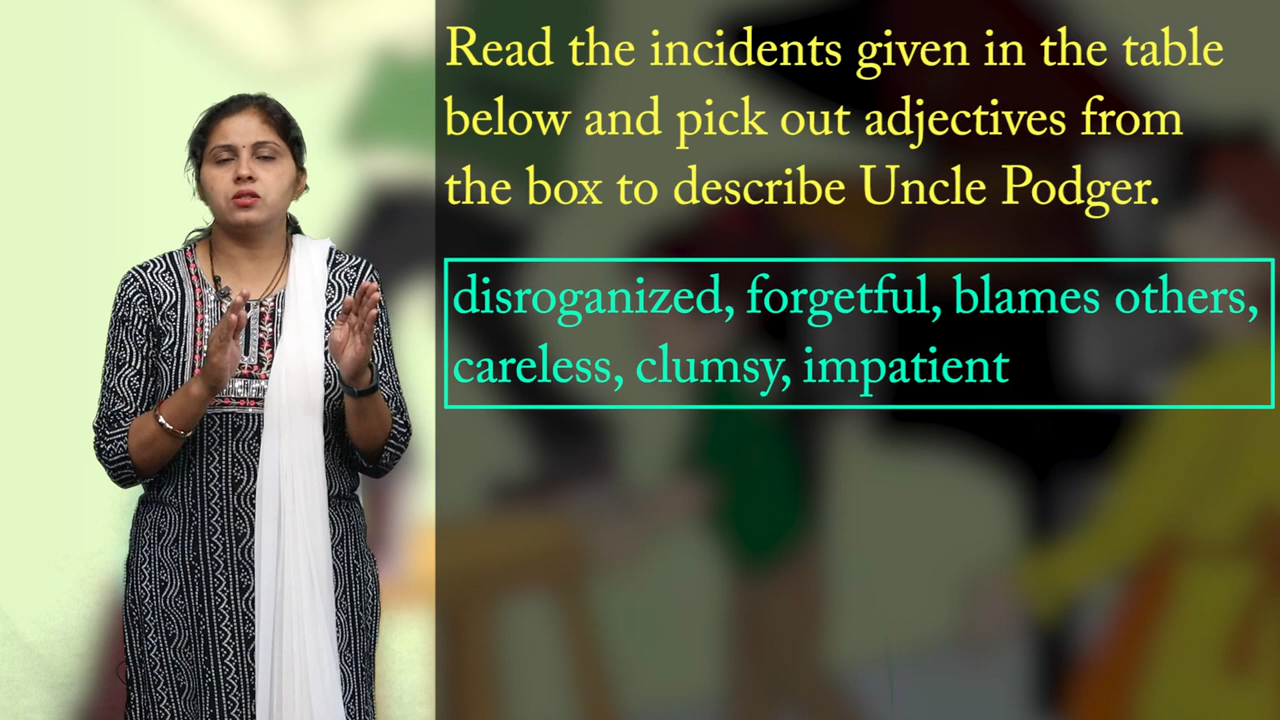 Read the incidents given in the table
below and pick out adjectives from
the box to describe Uncle Podger.
disroganized, forgetful, blames others,
careless, clumsy, impatient